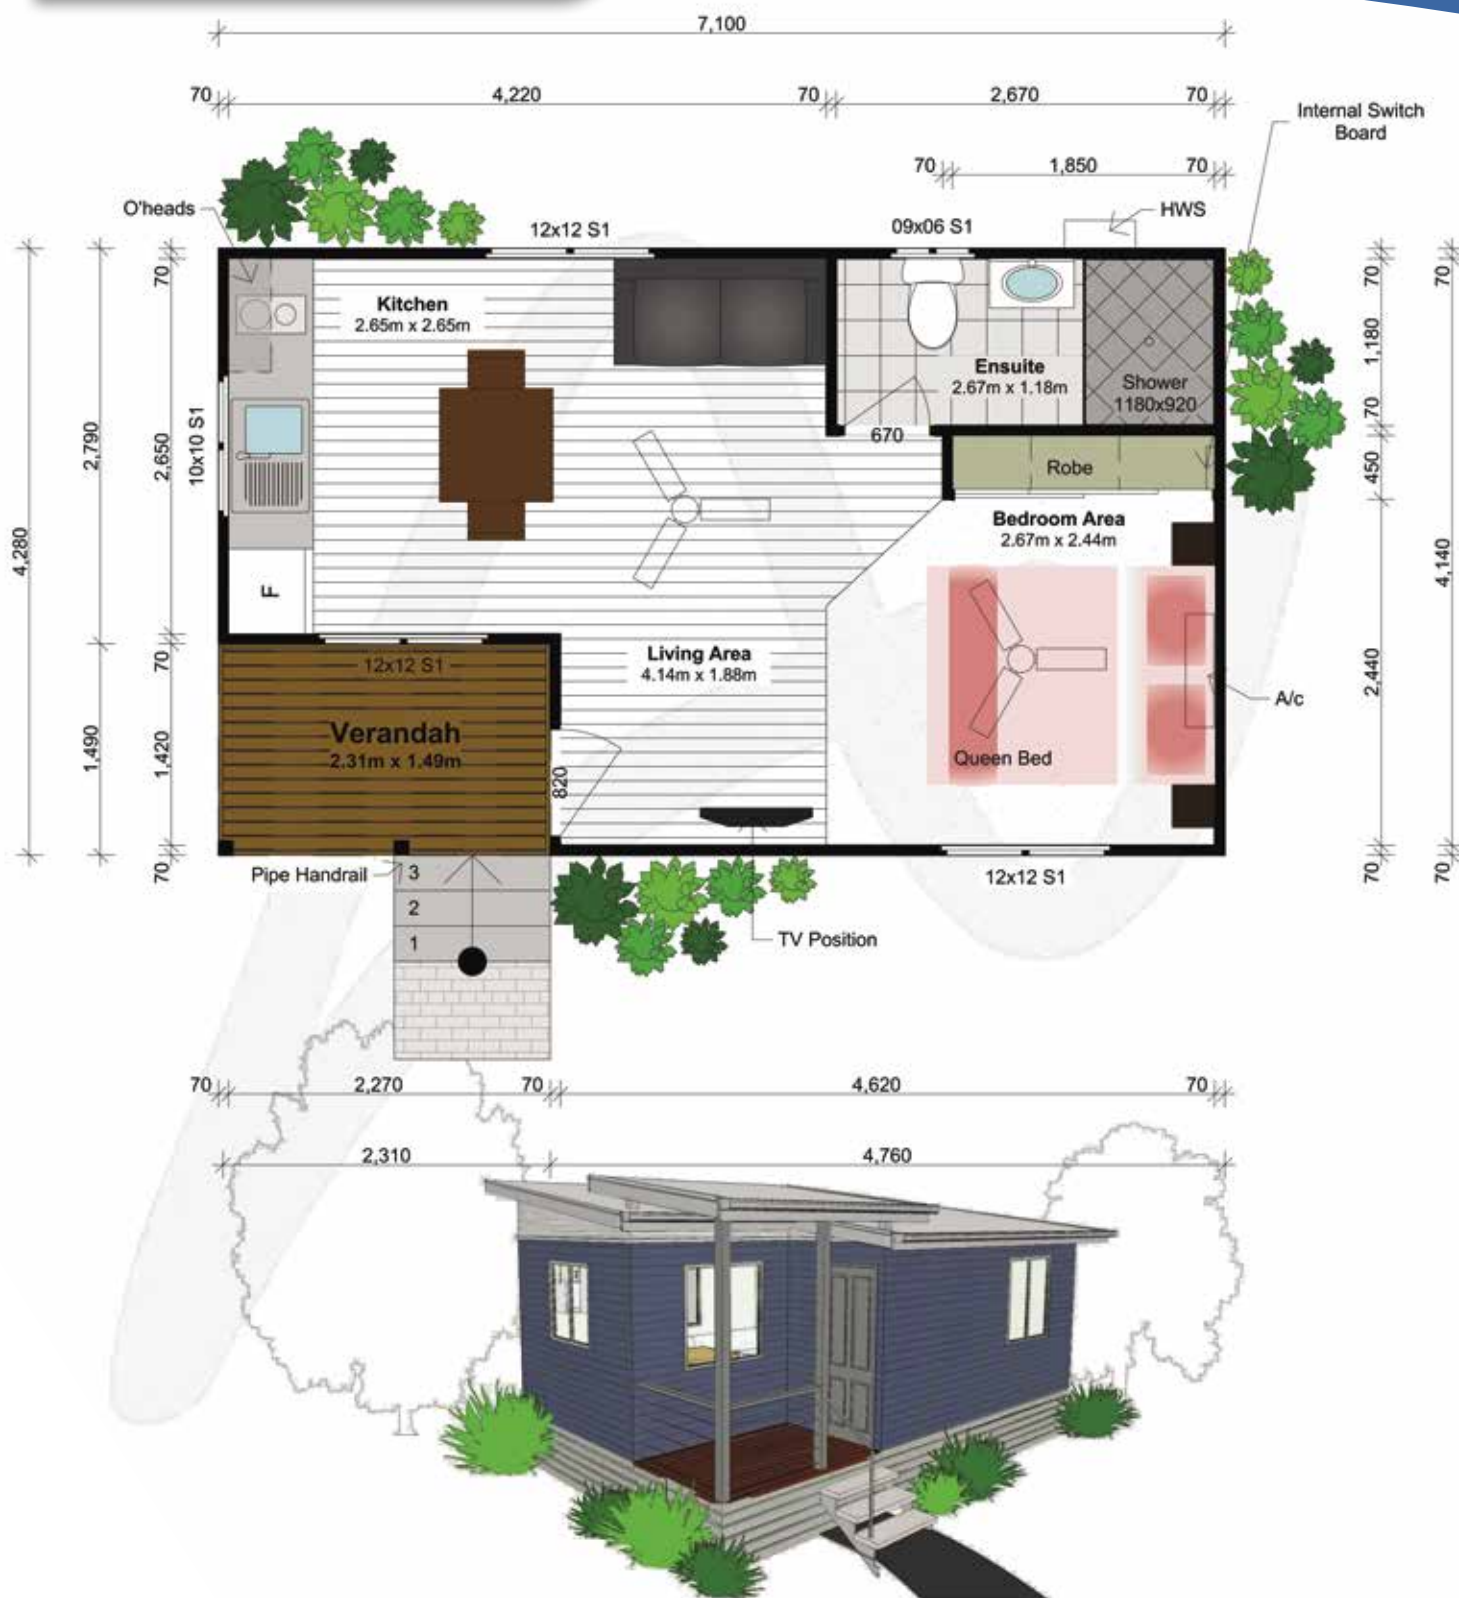 7,100
70
4,220
70
2,670
70
Internal Switch
Board
70
1,850
70
O'heads
HWS
12x12 S1
09x06 S1
70
70
70
Kitchen
2.65m x 2.65m
1,180
Ensuite
2.67m x 1.18m
Shower
1180x920
10x10 S1
70
2,790
2,650
670
450
Robe
Bedroom Area
2.67m x 2.44m
4,280
4,140
F
Living Area
4.14m x 1.88m
70
12x12 S1
2,440
A/c
Verandah
2.31m x 1.49m
1,490
1,420
Queen Bed
820
70
70
70
Pipe Handrail
3
12x12 S1
2
1
TV Position
70
2,270
70
4,620
70
2,310
4,760